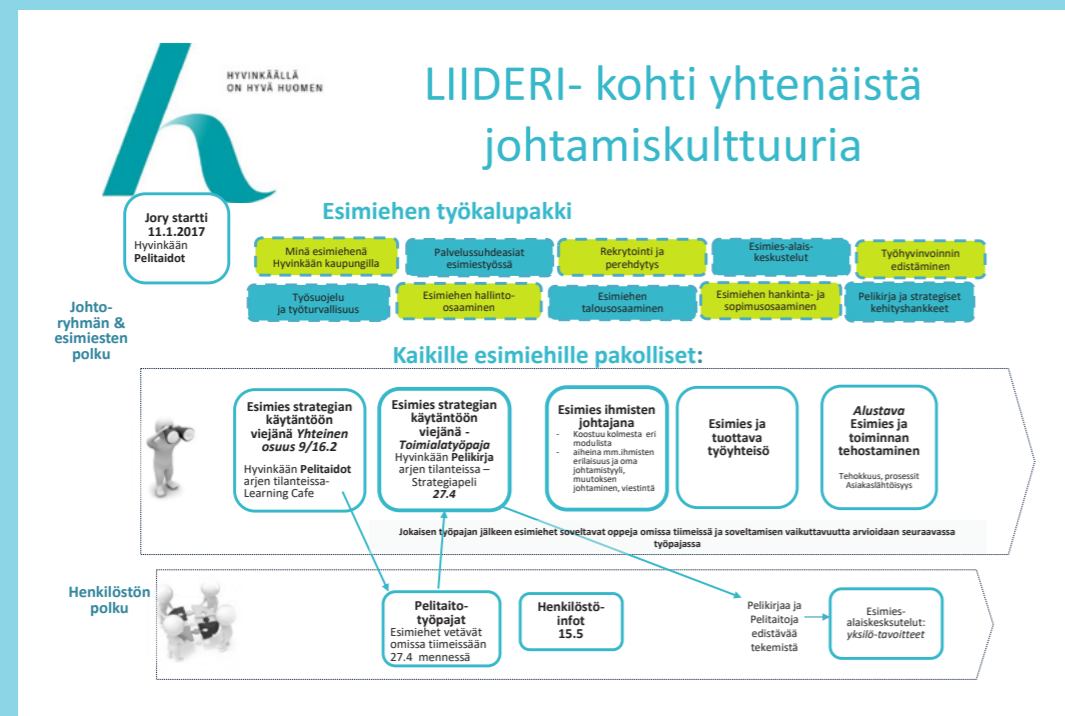 HYVINKÄÄLLÄ
ON HYVÄ HUOMEN
LIIDERI- kohti yhtenäistä
johtamiskulttuuria
Jory startti
11.1.2017
Hyvinkään
Pelitaidot
Esimiehen työkalupakki
Minä esimiehenä
Hyvinkään kaupungilla
Palvelussuhdeasiat
esimiestyössä
Rekrytointi ja
perehdytys
Esimies-alais-
keskustelut
Työhyvinvoinnin
edistäminen
Työsuojelu
ja työturvallisuus
Esimiehen hallinto-
osaaminen
Esimiehen
talousosaaminen
Esimiehen hankinta- ja
sopimusosaaminen
Pelikirja ja strategiset
kehityshankkeet
Johto-
ryhmän &
esimiesten
polku
Kaikille esimiehille pakolliset:
Esimies strategian
käytäntöön
viejänä Yhteinen
osuus 9/16.2
Hyvinkään Pelitaidot
arjen tilanteissa-
Learning Cafe
Esimies strategian
käytäntöön
viejänä -
Toimialatyöpaja
Hyvinkään Pelikirja
arjen tilanteissa –
Strategiapeli
27.4
Esimies ihmisten
johtajana
- Koostuu kolmesta eri
modulista
- aiheina mm.ihmisten
erilaisuus ja oma
johtamistyyli,
muutoksen
johtaminen, viestintä
Esimies ja
tuottava
työyhteisö
Alustava
Esimies ja
toiminnan
tehostaminen
Tehokkuus, prosessit
Asiakaslähtöisyys
Jokaisen työpajan jälkeen esimiehet soveltavat oppeja omissa tiimeissä ja soveltamisen vaikuttavuutta arvioidaan seuraavassa
työpajassa
Henkilöstön
polku
Pelitaito-
työpajat
Esimiehet vetävät
omissa tiimeissään
27.4 mennessä
Henkilöstö-
infot
15.5
Pelikirjaa ja
Pelitaitoja
edistävää
tekemistä
Esimies-
alaiskesksutelut:
yksilö-tavoitteet